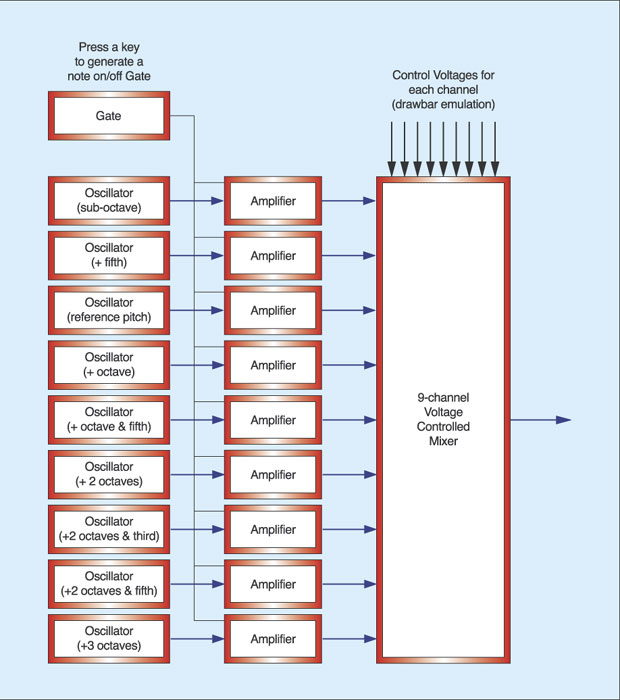 Press a key
to generate a
note on/off Gate
Control Voltages for
each channel
(drawbar emulation)
Gate
Oscillator
(sub-octave)
Amplifier
Oscillator
(+ fifth)
Amplifier
Oscillator
(reference pitch)
Amplifier
Oscillator
(+ octave)
Amplifier
Oscillator
(+ octave & fifth)
Amplifier
Oscillator
(+ 2 octaves)
Amplifier
Oscillator
(+2 octaves & third)
Amplifier
Oscillator
(+2 octaves & fifth)
Amplifier
Oscillator
(+3 octaves)
Amplifier
9-channel
Voltage
Controlled
Mixer